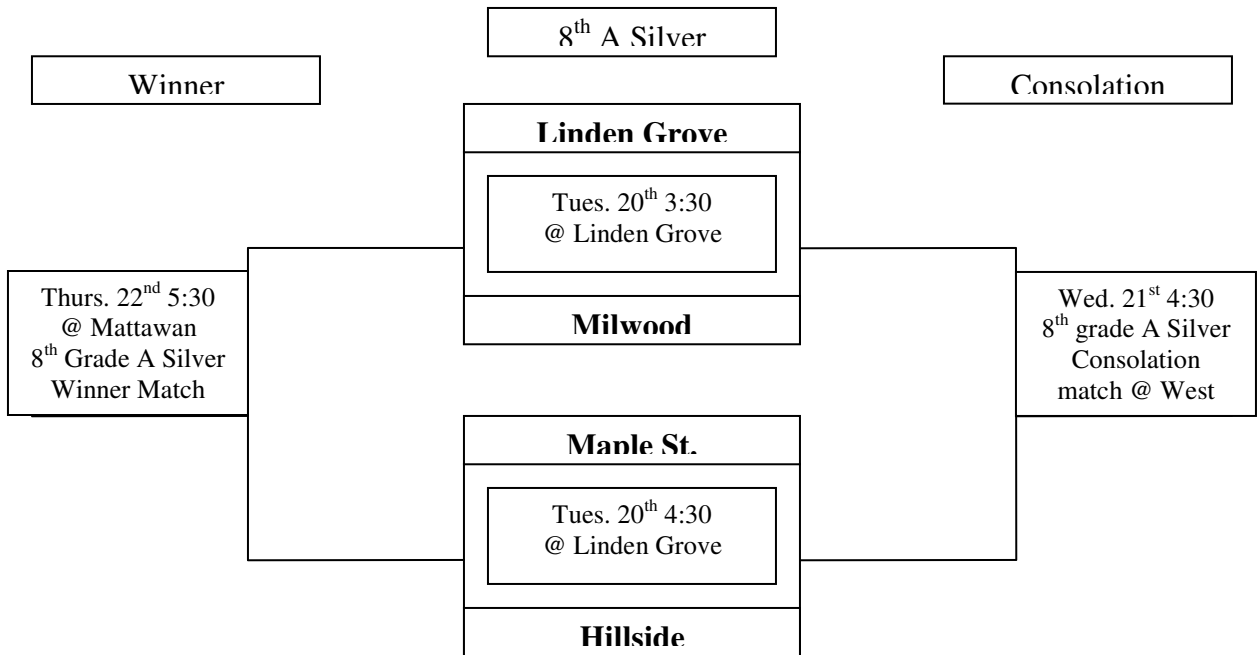 8th A Silver
Winner
Consolation
Linden Grove
Tues. 20th 3:30
@ Linden Grove
Milwood
Thurs. 22nd 5:30
@ Mattawan
8th Grade A Silver
Winner Match
Wed. 21st 4:30
8th grade A Silver
Consolation
match @ West
Maple St.
Tues. 20th 4:30
@ Linden Grove
Hillside